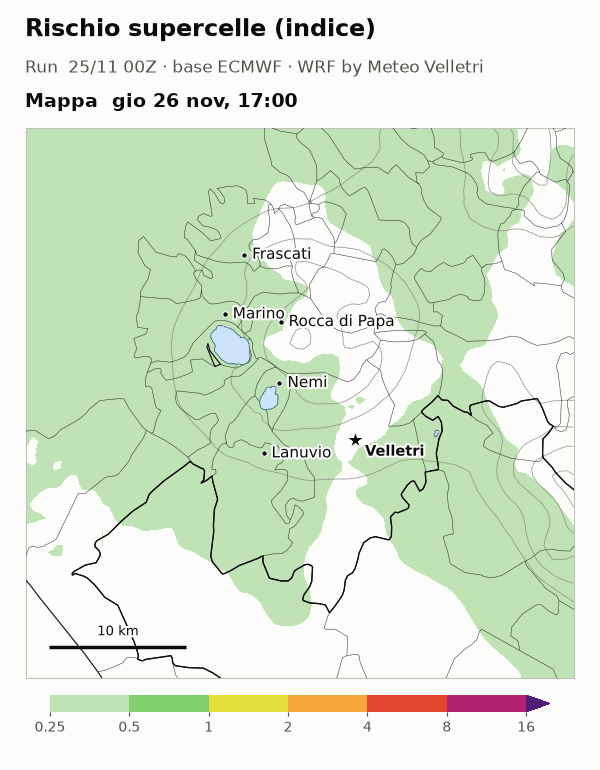 Rischio supercelle (indice)
Run  25/11 00Z · base ECMWF · WRF by Meteo Velletri
Mappa  gio 26 nov, 17:00
Frascati
Marino
Rocca di Papa
Nemi
Velletri
Lanuvio
10 km
0.25 0.5 1 2 4 8 16